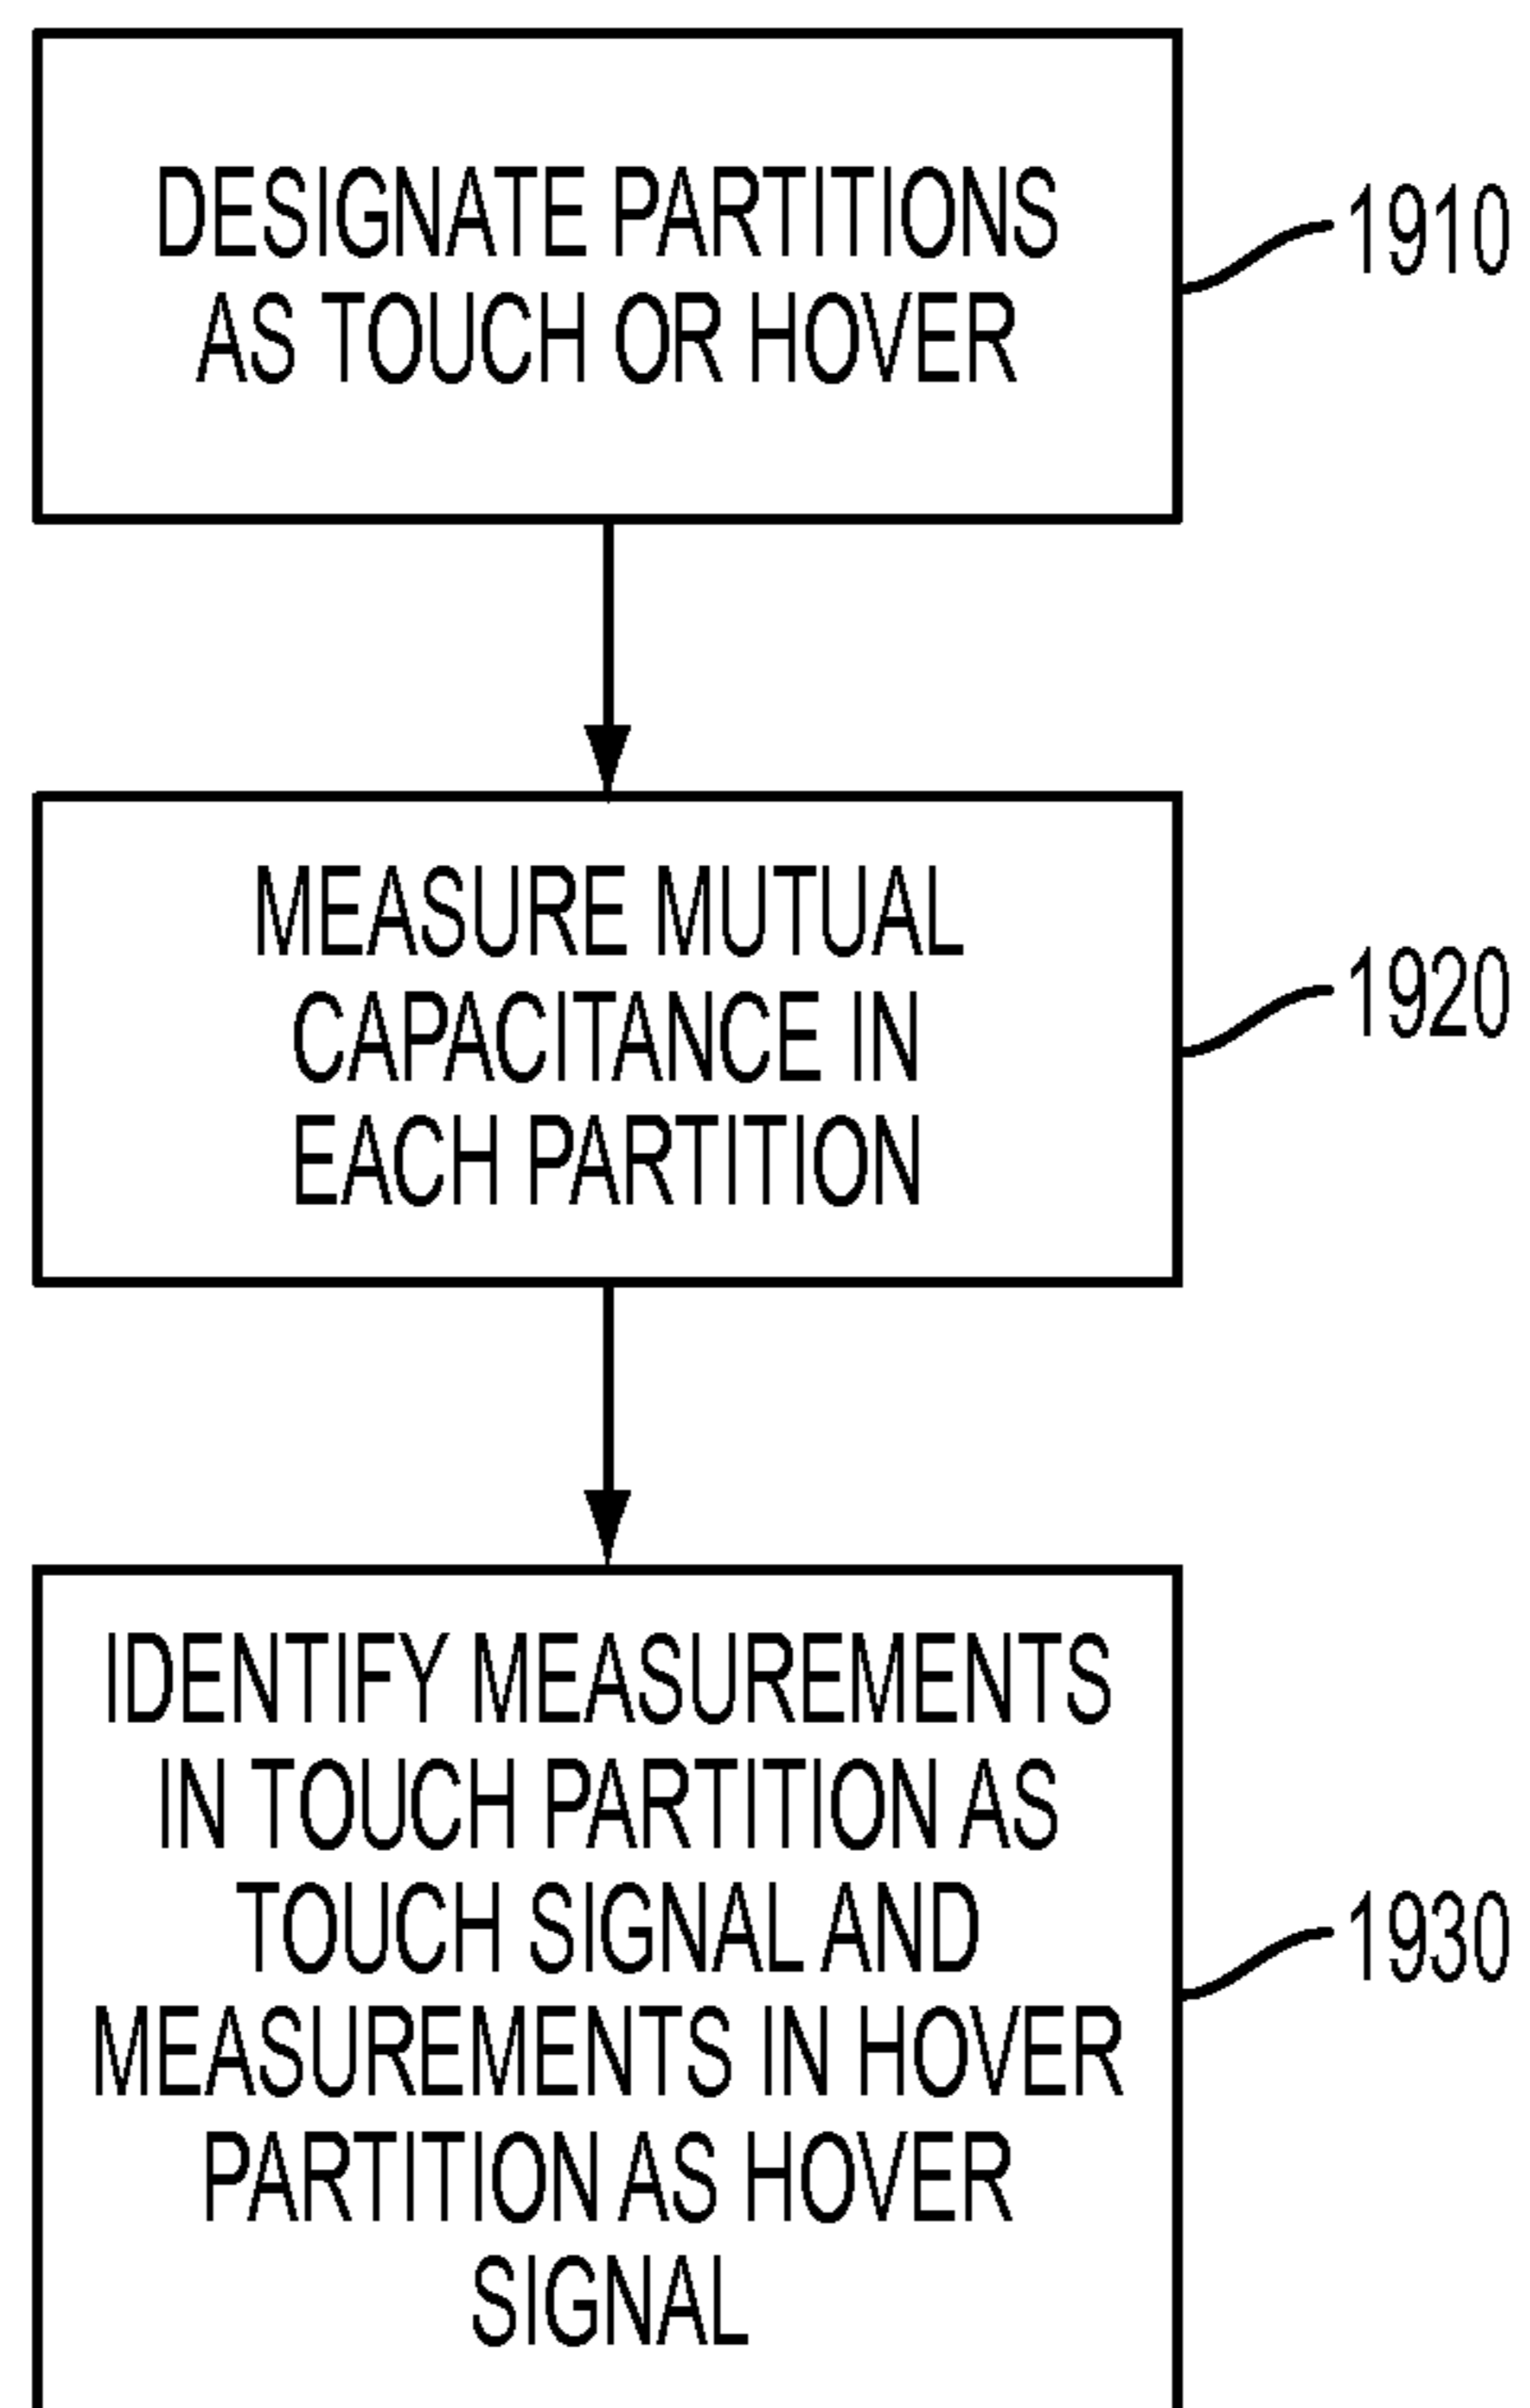 DESIGNATE PARTITIONS
AS TOUCH OR HOVER
1910
MEASURE MUTUAL
CAPACITANCE IN
EACH PARTITION
1920
IDENTIFY MEASUREMENTS
IN TOUCH PARTITION AS
TOUCH SIGNAL AND
MEASUREMENTS IN HOVER
PARTITION AS HOVER
SIGNAL
1930